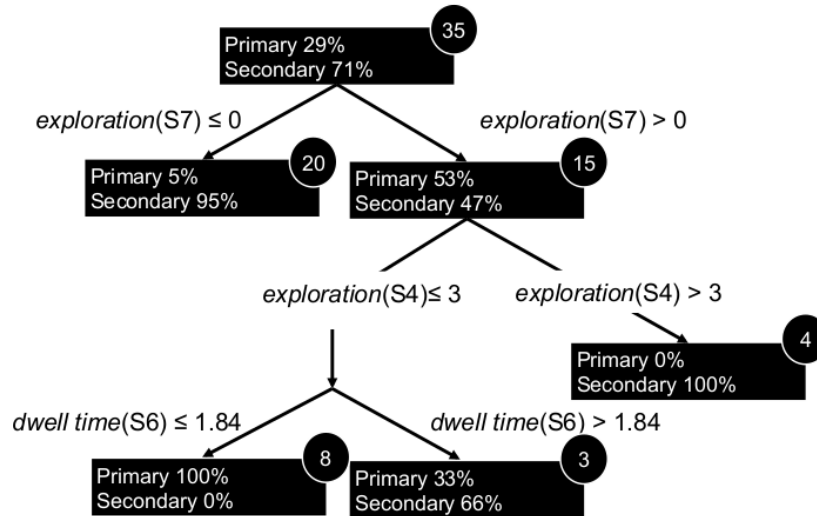 35
Primary 29%
Secondary 71%
exploration(S7) ≤ 0
exploration(S7) > 0
20
Primary 5%
Secondary 95%
15
Primary 53%
Secondary 47%
exploration(S4)≤ 3
exploration(S4) > 3
4
Primary 0%
Secondary 100%
dwell time(S6) ≤ 1.84
dwell time(S6) > 1.84
8
Primary 100%
Secondary 0%
3
Primary 33%
Secondary 66%